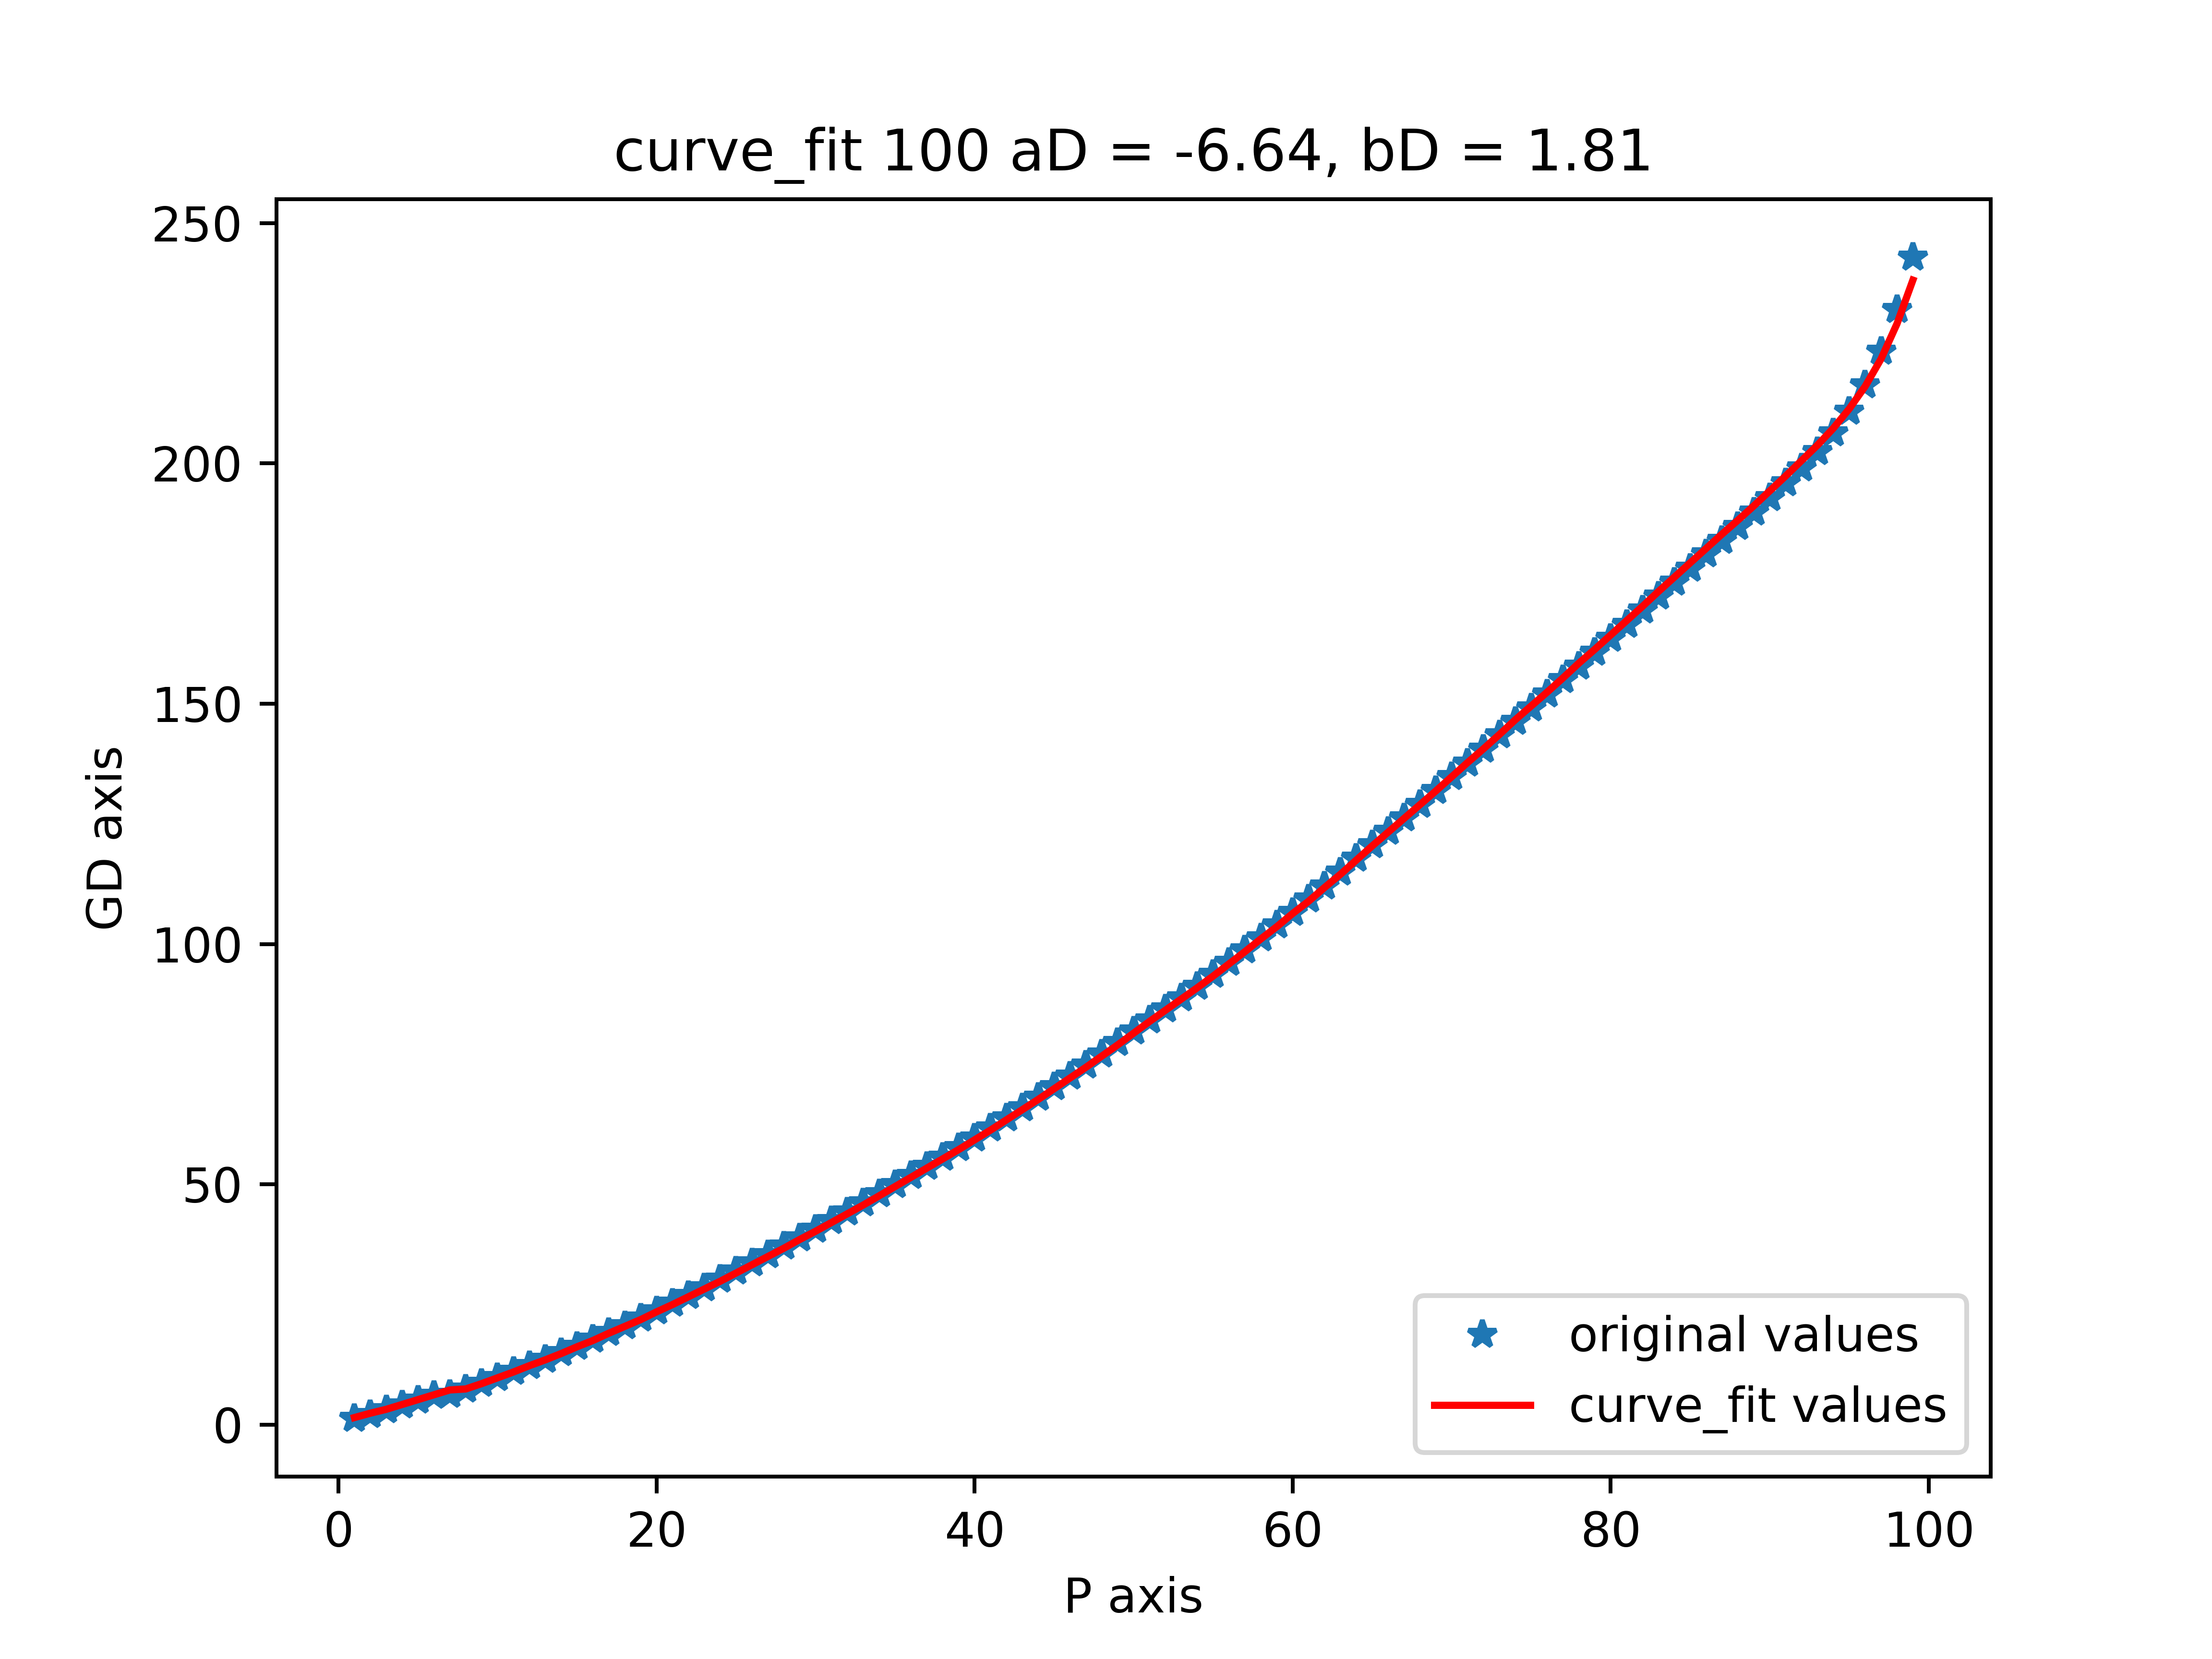 curve_fit 100 aD = -6.64, bD = 1.81
250
200
150
100
50
0
GD axis
original values
curve_fit values
0 20 40 60 80 100
P axis